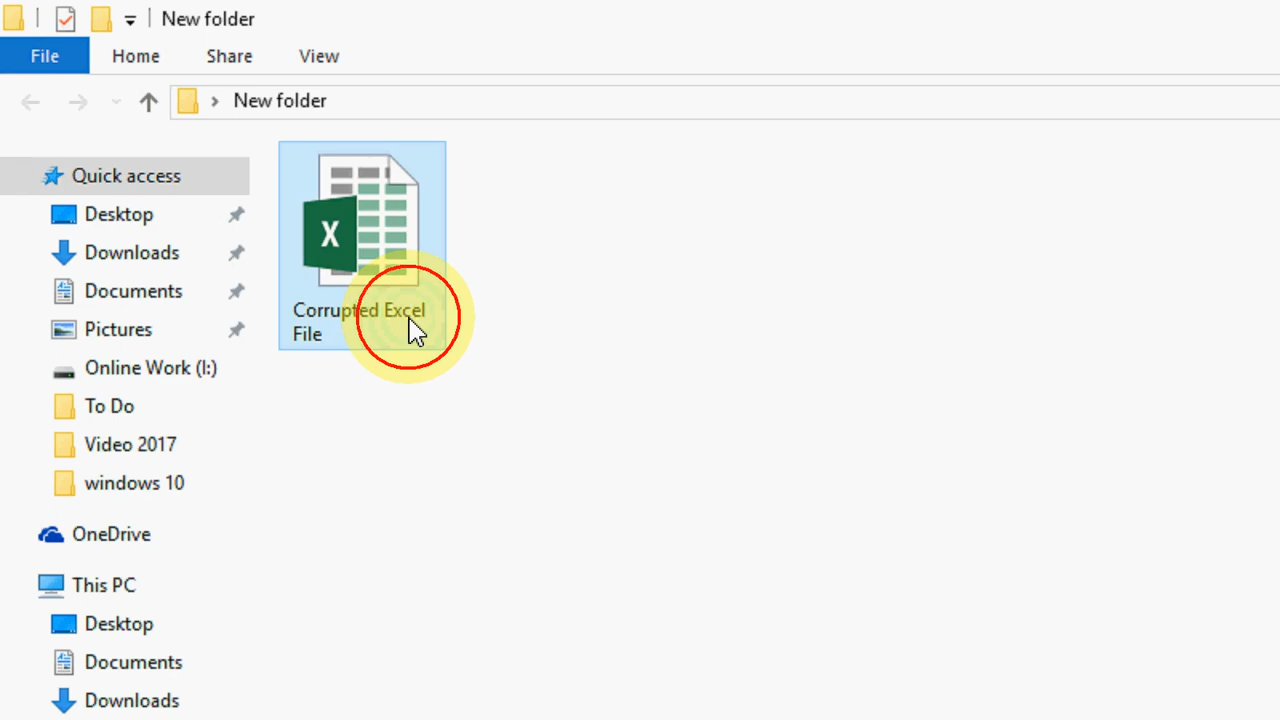 New folder
File Home Share View
New folder
Quick access
Desktop
Downloads
Documents
Pictures
Online Work (I:)
To Do
Video 2017
windows 10
OneDrive
This PC
Desktop
Documents
Downloads
X
Corrupted Excel
File